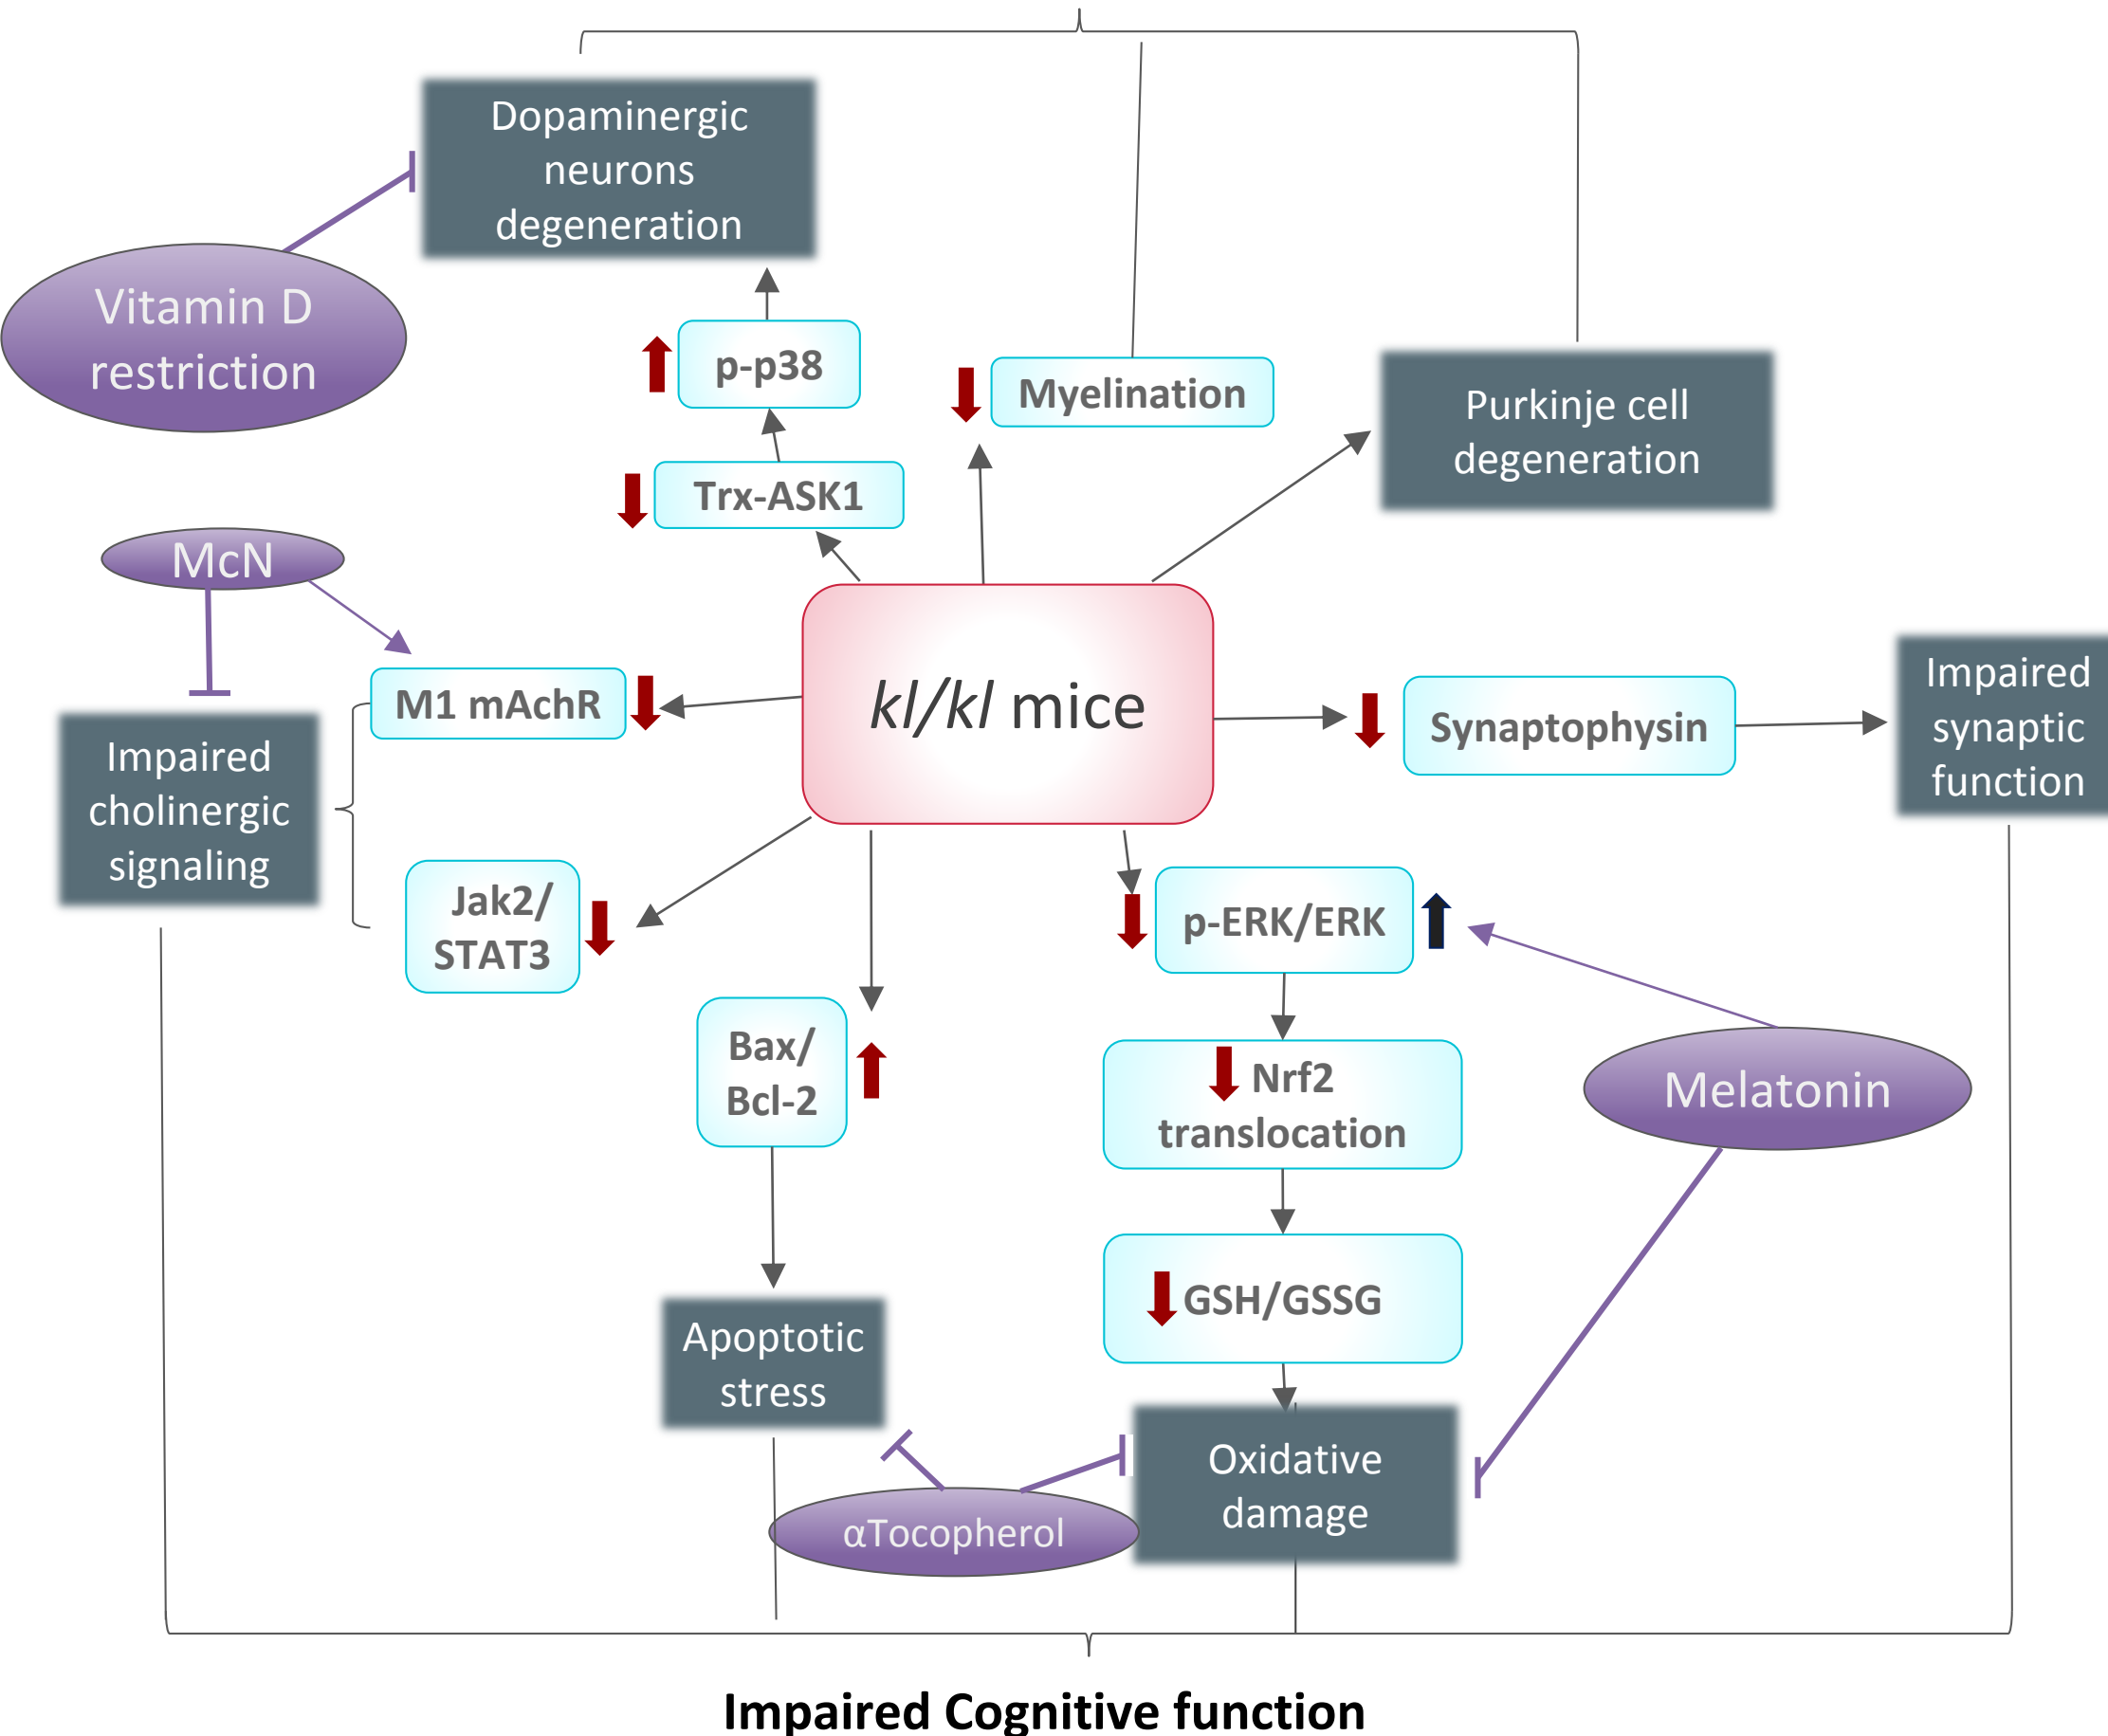 Dopaminergic
neurons
degeneration
Vitamin D
restriction
p-p38
Myelination
Purkinje cell
degeneration
Trx-ASK1
McN
M1 mAchR
kl/kl mice
Synaptophysin
Impaired
synaptic
function
Impaired
cholinergic
signaling
Jak2/
STAT3
p-ERK/ERK
Bax/
Bcl-2
Nrf2
translocation
Melatonin
GSH/GSSG
Apoptotic
stress
Oxidative
damage
αTocopherol
Impaired Cognitive function